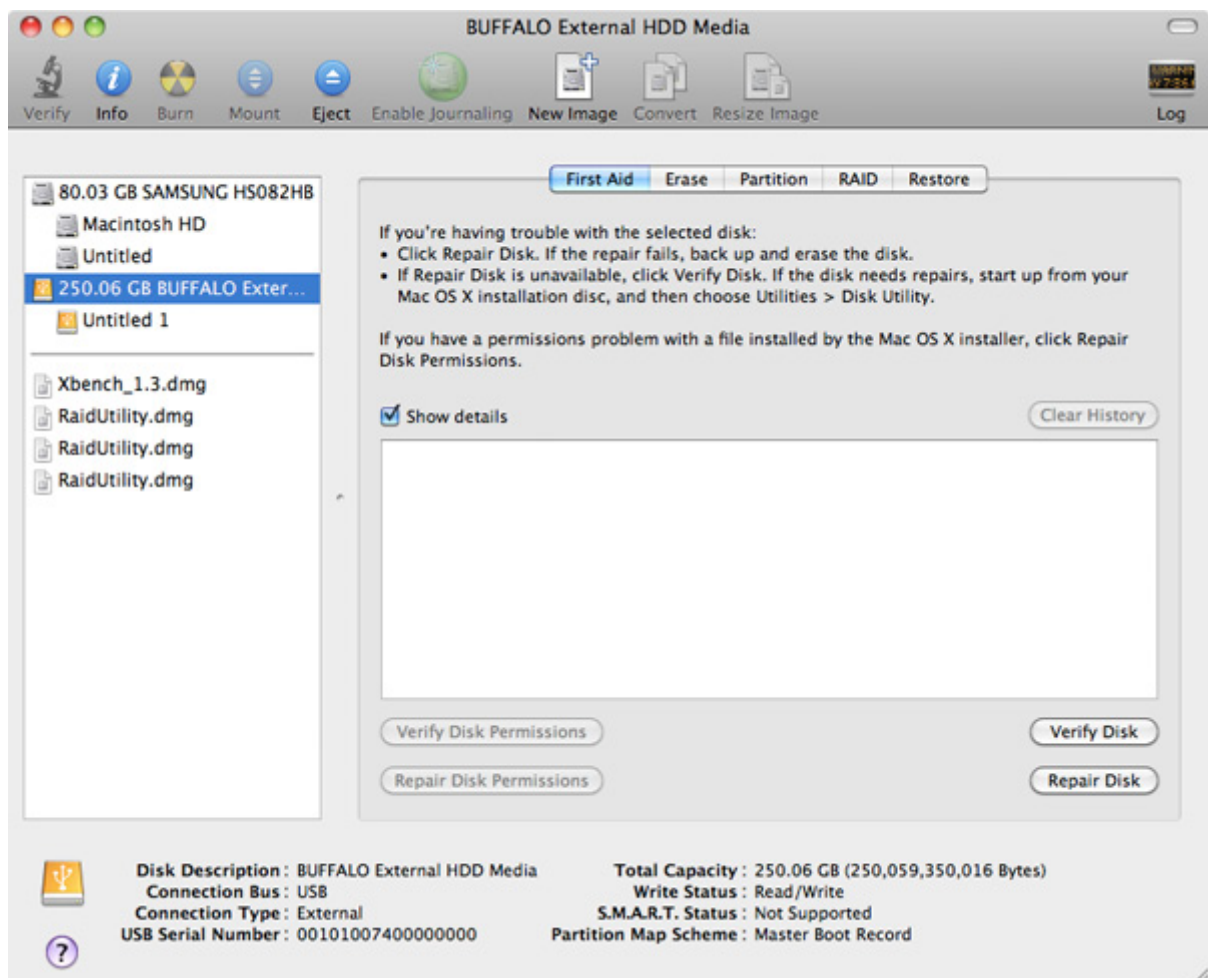 BUFFALO External HDD Media
Verify Info Burn Mount Eject Enable Journaling New Image Convert Resize Image Log
80.03 GB SAMSUNG HS082HB
Macintosh HD
Untitled
250.06 GB BUFFALO Exter...
Untitled 1
Xbench_1.3.dmg
RaidUtility.dmg
RaidUtility.dmg
RaidUtility.dmg
First Aid Erase Partition RAID Restore
If you're having trouble with the selected disk:
• Click Repair Disk. If the repair fails, back up and erase the disk.
• If Repair Disk is unavailable, click Verify Disk. If the disk needs repairs, start up from your
Mac OS X installation disc, and then choose Utilities > Disk Utility.
If you have a permissions problem with a file installed by the Mac OS X installer, click Repair
Disk Permissions.
Show details
Clear History
Verify Disk Permissions Verify Disk
Repair Disk Permissions Repair Disk
Disk Description : BUFFALO External HDD Media
Connection Bus : USB
Connection Type : External
USB Serial Number : 00101007400000000
Total Capacity : 250.06 GB (250,059,350,016 Bytes)
Write Status : Read/Write
S.M.A.R.T. Status : Not Supported
Partition Map Scheme : Master Boot Record
?